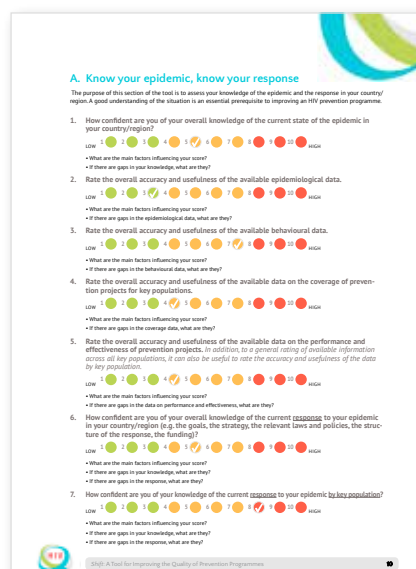 A. Know your epidemic, know your response
The purpose of this section of the tool is to assess your knowledge of the epidemic and the response in your country/
region. A good understanding of the situation is an essential prerequisite to improving an HIV prevention programme.
1. How confident are you of your overall knowledge of the current state of the epidemic in
your country/region?
LOW 1 2 3 4 5 6 7 8 9 10 HIGH
• What are the main factors influencing your score?
• If there are gaps in your knowledge, what are they?
2. Rate the overall accuracy and usefulness of the available epidemiological data.
LOW 1 2 3 4 5 6 7 8 9 10 HIGH
• What are the main factors influencing your score?
• If there are gaps in the epidemiological data, what are they?
3. Rate the overall accuracy and usefulness of the available behavioural data.
LOW 1 2 3 4 5 6 7 8 9 10 HIGH
• What are the main factors influencing your score?
• If there are gaps in the behavioural data, what are they?
4. Rate the overall accuracy and usefulness of the available data on the coverage of preven-
tion projects for key populations.
LOW 1 2 3 4 5 6 7 8 9 10 HIGH
• What are the main factors influencing your score?
• If there are gaps in the coverage data, what are they?
5. Rate the overall accuracy and usefulness of the available data on the performance and
effectiveness of prevention projects. In addition, to a general rating of available information
across all key populations, it can also be useful to rate the accuracy and usefulness of the data
by key population.
LOW 1 2 3 4 5 6 7 8 9 10 HIGH
• What are the main factors influencing your score?
• If there are gaps in the data on performance and effectiveness, what are they?
6. How confident are you of your overall knowledge of the current response to your epidemic
in your country/region (e.g. the goals, the strategy, the relevant laws and policies, the struc-
ture of the response, the funding)?
LOW 1 2 3 4 5 6 7 8 9 10 HIGH
• What are the main factors influencing your score?
• If there are gaps in your knowledge, what are they?
• If there are gaps in the response, what are they?
7. How confident are you of your knowledge of the current response to your epidemic by key population?
LOW 1 2 3 4 5 6 7 8 9 10 HIGH
• What are the main factors influencing your score?
• If there are gaps in your knowledge, what are they?
• If there are gaps in the response, what are they?
Shift: A Tool for Improving the Quality of Prevention Programmes